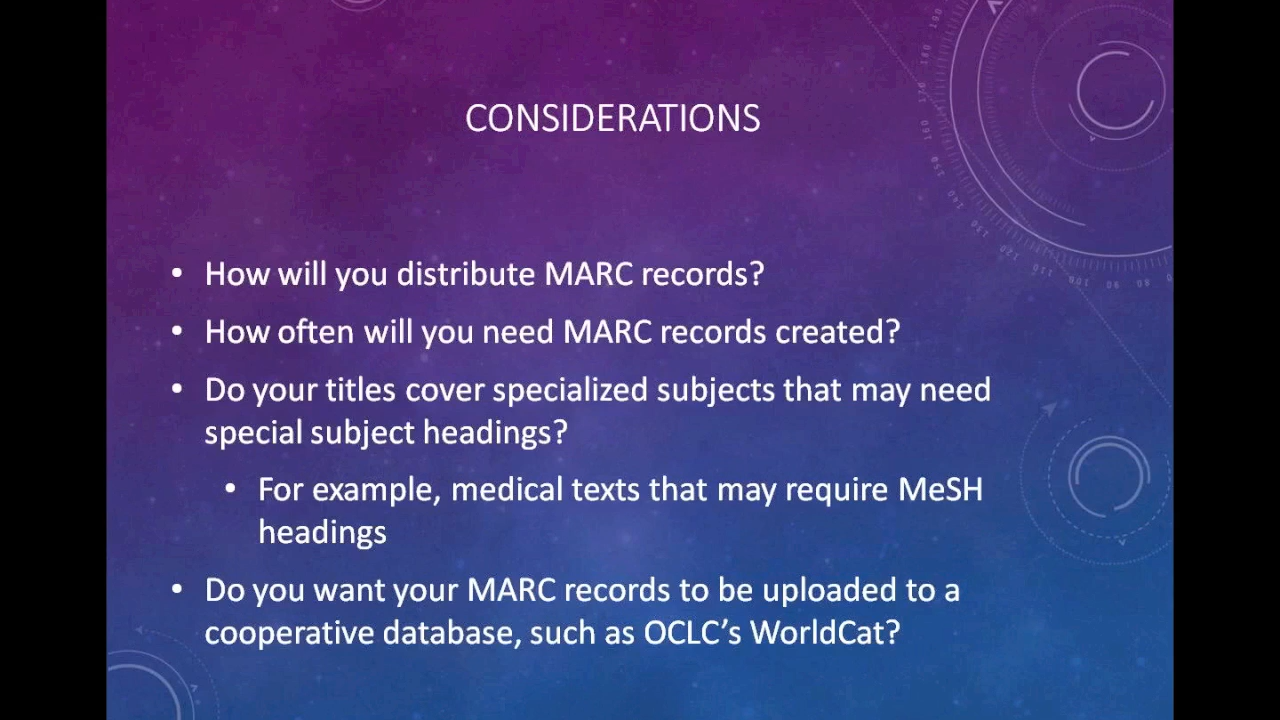 CONSIDERATIONS
• How will you distribute MARC records?
• How often will you need MARC records created?
• Do your titles cover specialized subjects that may need
special subject headings?
• For example, medical texts that may require MeSH
headings
• Do you want your MARC records to be uploaded to a
cooperative database, such as OCLC’s WorldCat?